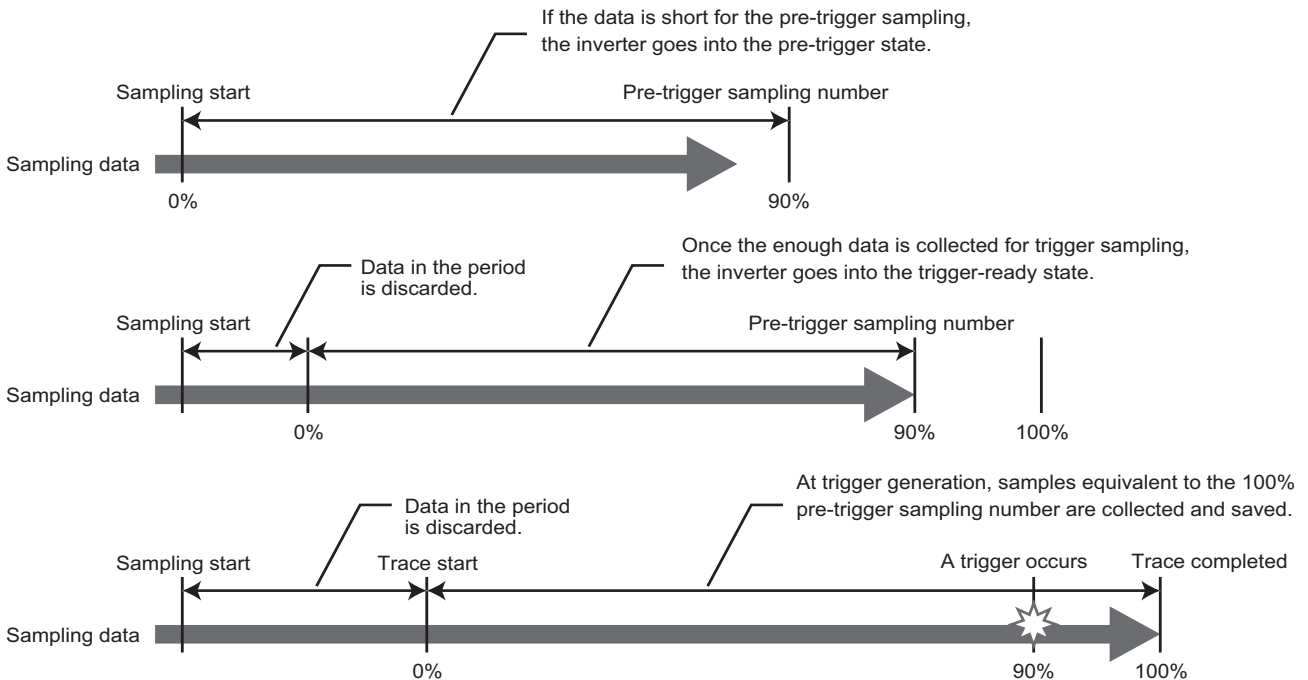 If the data is short for the pre-trigger sampling,
the inverter goes into the pre-trigger state.
Sampling start
Pre-trigger sampling number
Sampling data
0%
90%
Once the enough data is collected for trigger sampling,
the inverter goes into the trigger-ready state.
Data in the period
is discarded.
Sampling start
Pre-trigger sampling number
Sampling data
0%
90%
100%
At trigger generation, samples equivalent to the 100%
pre-trigger sampling number are collected and saved.
Data in the period
is discarded.
Sampling start
Trace start
A trigger occurs
Trace completed
Sampling data
0%
90%
100%